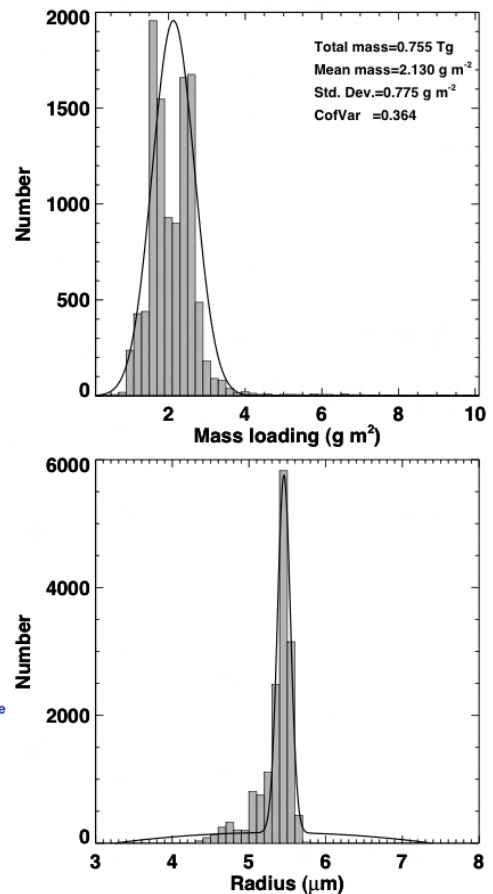 2000
1500
1000
500
0
Number
Total mass=0.755 Tg
Mean mass=2.130 g m-2
Std. Dev.=0.775 g m-2
CofVar =0.364
2 4 6 8 10
Mass loading (g m2)
6000
4000
2000
0
Number
e
3 4 5 6 7 8
Radius (μm)